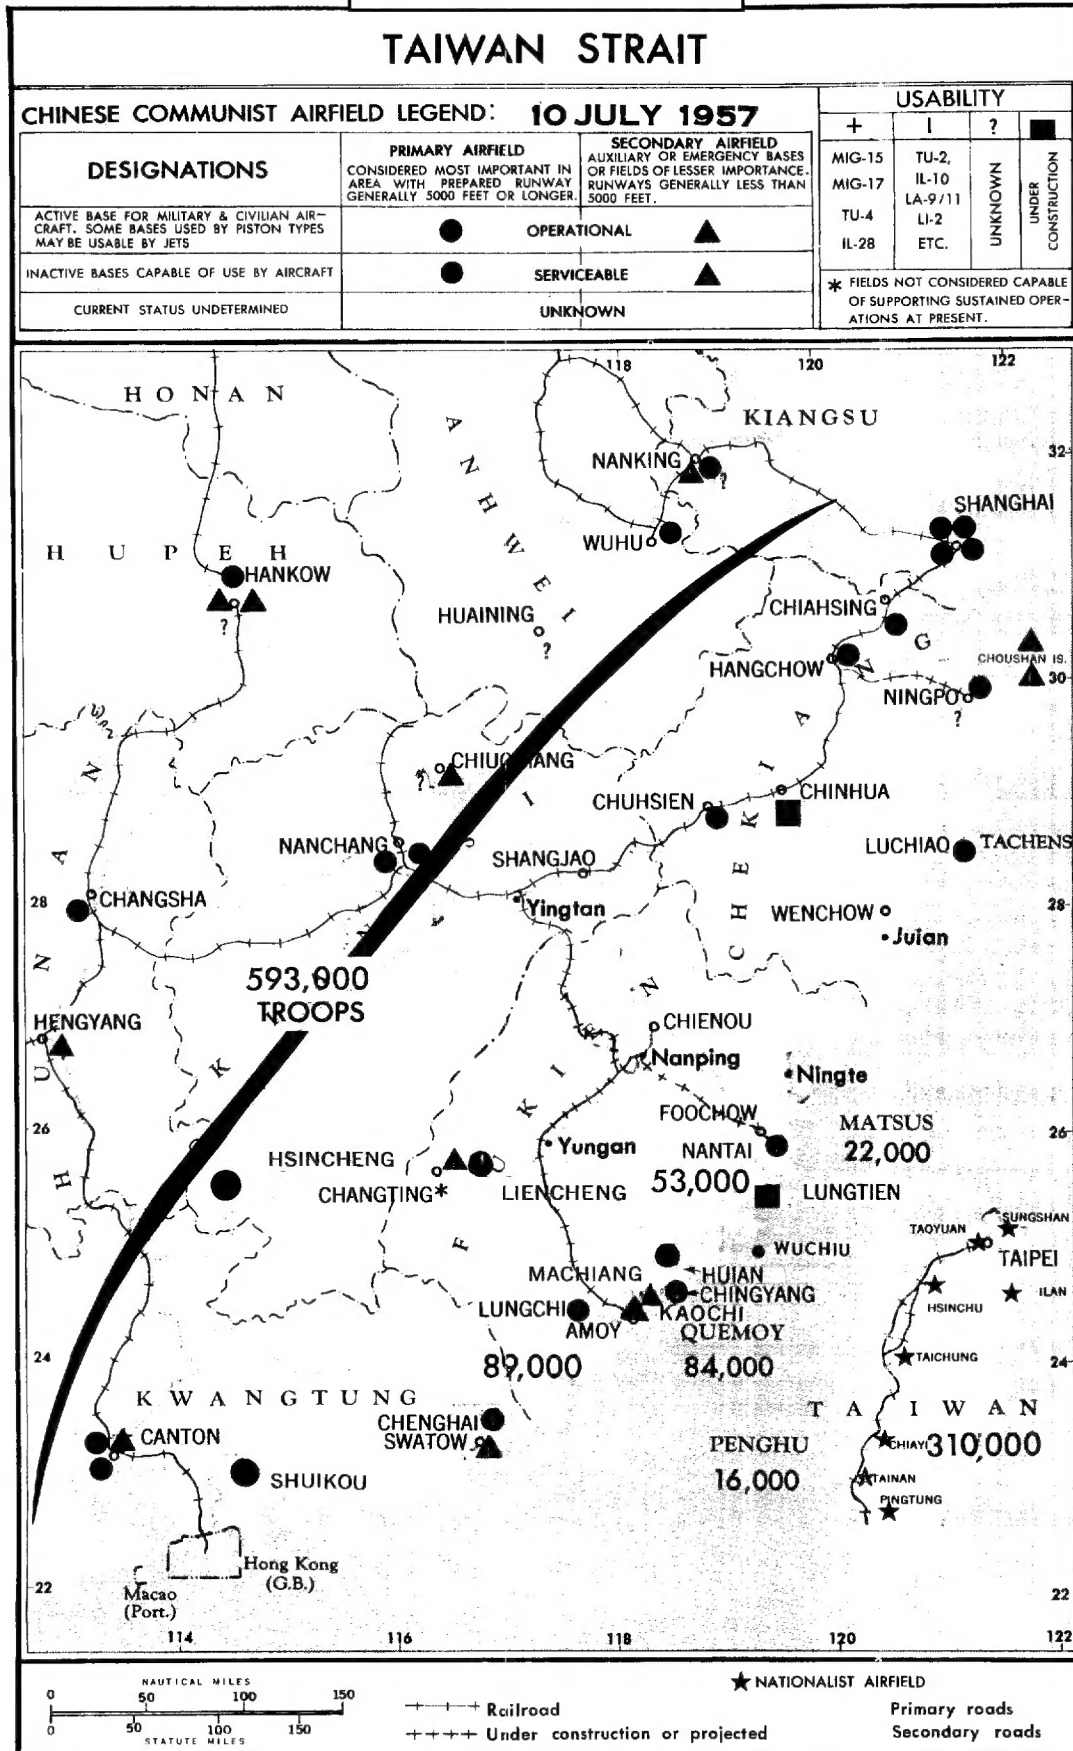 TAIWAN STRAIT
CHINESE COMMUNIST AIRFIELD LEGEND: 10 JULY 1957
DESIGNATIONS
PRIMARY AIRFIELD
CONSIDERED MOST IMPORTANT IN
AREA WITH PREPARED RUNWAY
GENERALLY 5000 FEET OR LONGER.
SECONDARY AIRFIELD
AUXILIARY OR EMERGENCY BASES
OR FIELDS OF LESSER IMPORTANCE.
RUNWAYS GENERALLY LESS THAN
5000 FEET.
ACTIVE BASE FOR MILITARY & CIVILIAN AIR-
CRAFT. SOME BASES USED BY PISTON TYPES
MAY BE USABLE BY JETS
OPERATIONAL
INACTIVE BASES CAPABLE OF USE BY AIRCRAFT
SERVICEABLE
CURRENT STATUS UNDETERMINED
UNKNOWN
USABILITY
+ I ?
MIG-15
MIG-17
TU-4
IL-28
TU-2,
IL-10
LA-9/11
LI-2
ETC.
UNKNOWN
UNDER
CONSTRUCTION
* FIELDS NOT CONSIDERED CAPABLE
OF SUPPORTING SUSTAINED OPER-
ATIONS AT PRESENT.
118 120 122
HONAN
ANHWEI
KIANGSU
NANKING
?
32
SHANGHAI
WUHU
HUPEH
HANKOW
?
CHIAHSING
HUAINING
?
HANGCHOW
CHOUSHAN IS.
30
NINGPO
?
CHEKIANG
?
CHUHSIEN
CHINHUA
NANCHANG
SHANGJAO
LUCHIAO
TACHENS
28
CHANGSHA
Yingtan
WENCHOW
28
Juian
HUNAN
593,000
TROOPS
HENGYANG
CHIENOU
Nanping
Ningte
FUKIEN
FOOCHOW
MATSUS
22,000
26
26
Yungan
NANTAI
53,000
HSINCHENG
CHANGTING*
LIENCHENG
LUNGTIEN
SUNGSHAN
TAOYUAN
TAIPEI
WUCHIU
MACHIANG
HUIAN
CHINGYANG
HSINCHU
ILAN
LUNGCHI
KAOCHI
AMOY
QUEMOY
84,000
89,000
24
24
TAICHUNG
KWANGTUNG
TAIWAN
CHENGHAI
SWATOW
CANTON
PENGHU
16,000
CHIAYI
310,000
SHUIKOU
TAINAN
PINGTUNG
Hong Kong
(G.B.)
22
22
Macao
(Port.)
114 116 118 120 122
NAUTICAL MILES
0 50 100 150
0 50 100 150
STATUTE MILES
Railroad
Under construction or projected
NATIONALIST AIRFIELD
Primary roads
Secondary roads